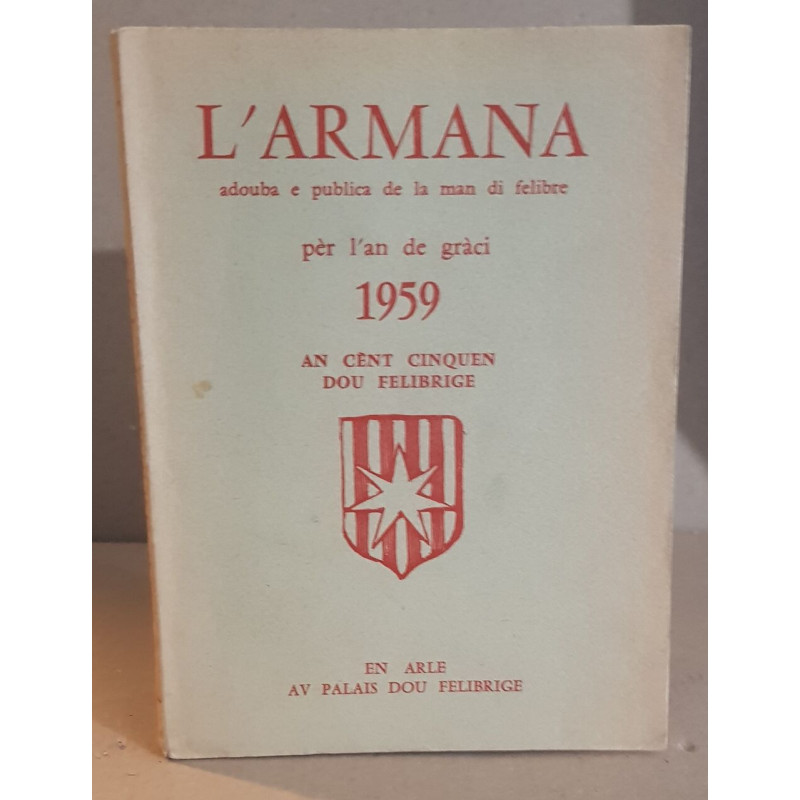 L'ARMANA
adouba e publica de la man di felibre
pèr l'an de gràci
1959
AN CÈNT CINQUEN
DOU FELIBRIGE
EN ARLE
AV PALAIS DOU FELIBRIGE